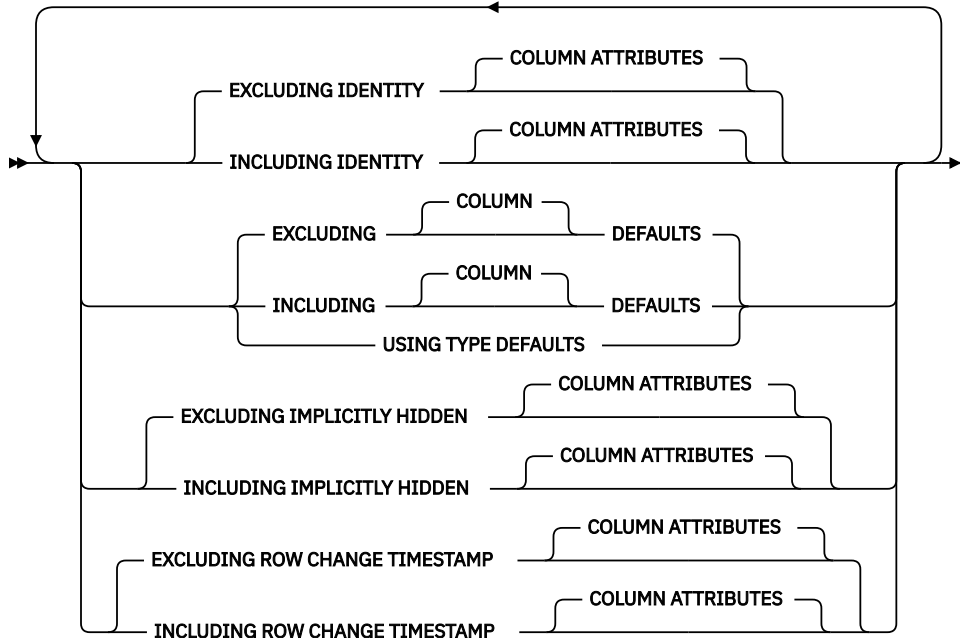 COLUMN ATTRIBUTES
EXCLUDING IDENTITY
COLUMN ATTRIBUTES
INCLUDING IDENTITY
COLUMN
EXCLUDING DEFAULTS
COLUMN
INCLUDING DEFAULTS
USING TYPE DEFAULTS
COLUMN ATTRIBUTES
EXCLUDING IMPLICITLY HIDDEN
COLUMN ATTRIBUTES
INCLUDING IMPLICITLY HIDDEN
COLUMN ATTRIBUTES
EXCLUDING ROW CHANGE TIMESTAMP
COLUMN ATTRIBUTES
INCLUDING ROW CHANGE TIMESTAMP